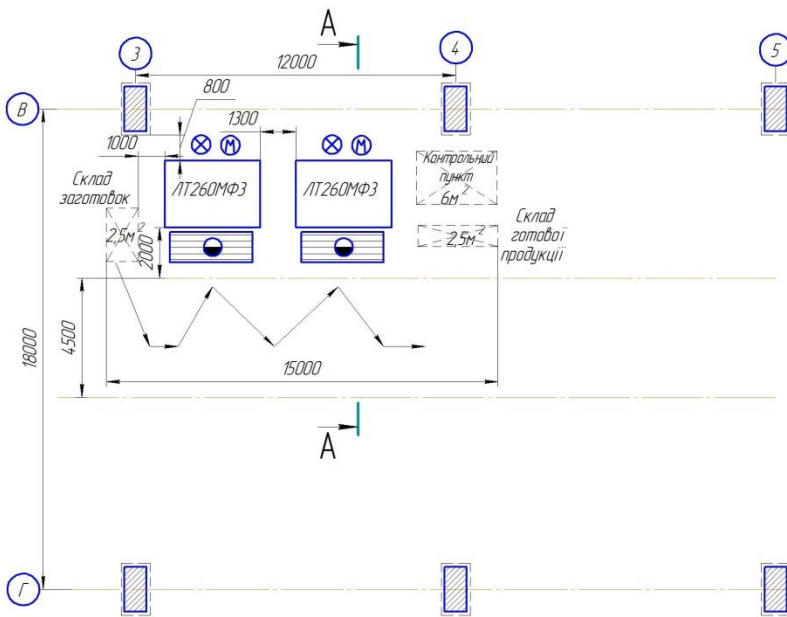 А
3
4
5
12000
800
В
1300
1000
М
М
Склад
заготовок
ЛТ260МФ3
ЛТ260МФ3
Контрольний
пункт
6м²
2,5м²
2000
2,5м²
Склад
готової
продукції
4500
18000
15000
А
Г